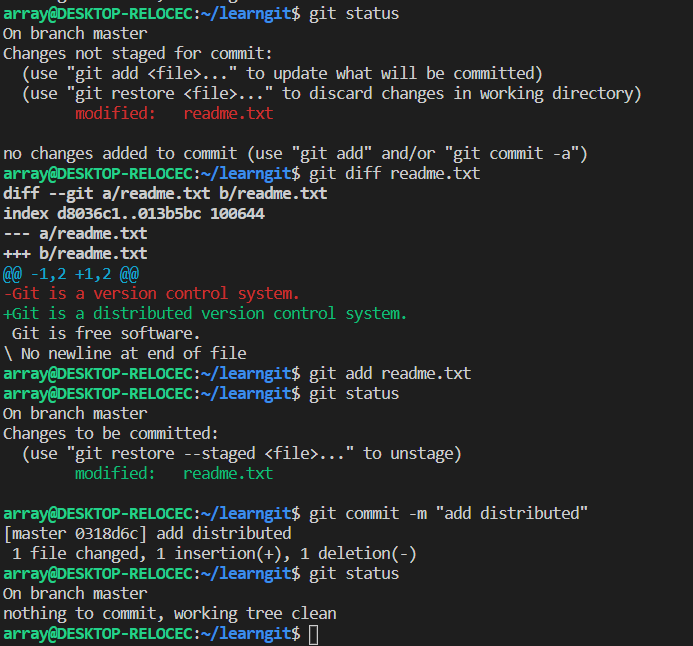 array@DESKTOP-RELOCEC:~/learngit$ git status
On branch master
Changes not staged for commit:
  (use "git add <file>..." to update what will be committed)
  (use "git restore <file>..." to discard changes in working directory)
        modified:   readme.txt

no changes added to commit (use "git add" and/or "git commit -a")
array@DESKTOP-RELOCEC:~/learngit$ git diff readme.txt
diff --git a/readme.txt b/readme.txt
index d8036c1..013b5bc 100644
--- a/readme.txt
+++ b/readme.txt
@@ -1,2 +1,2 @@
-Git is a version control system.
+Git is a distributed version control system.
 Git is free software.
\ No newline at end of file
array@DESKTOP-RELOCEC:~/learngit$ git add readme.txt
array@DESKTOP-RELOCEC:~/learngit$ git status
On branch master
Changes to be committed:
  (use "git restore --staged <file>..." to unstage)
        modified:   readme.txt

array@DESKTOP-RELOCEC:~/learngit$ git commit -m "add distributed"
[master 0318d6c] add distributed
 1 file changed, 1 insertion(+), 1 deletion(-)
array@DESKTOP-RELOCEC:~/learngit$ git status
On branch master
nothing to commit, working tree clean
array@DESKTOP-RELOCEC:~/learngit$